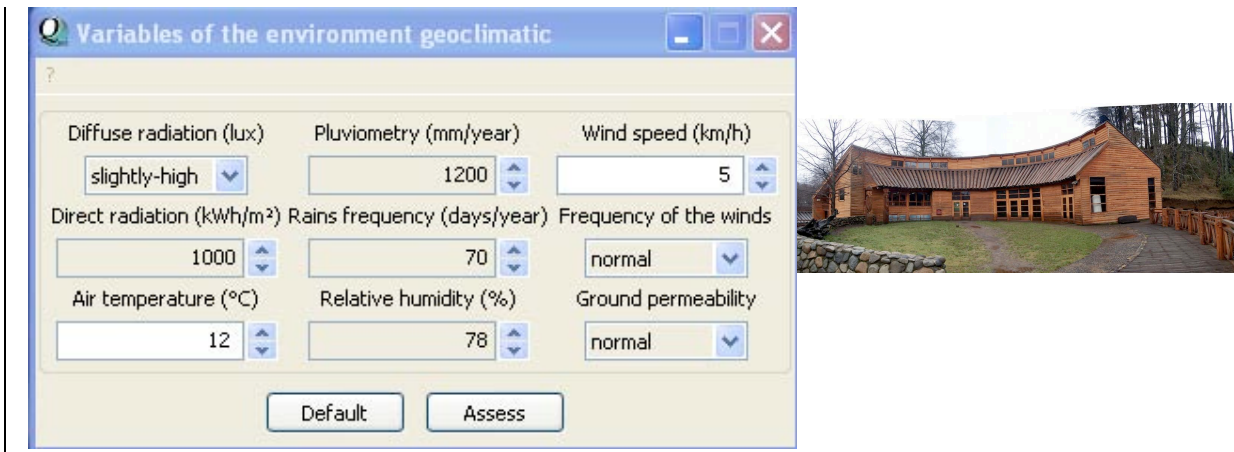 Variables of the environment geoclimatic
?
Diffuse radiation (lux) Pluviometry (mm/year) Wind speed (km/h)
slightly-high 1200 5
Direct radiation (kWh/m²) Rains frequency (days/year) Frequency of the winds
1000 70 normal
Air temperature (°C) Relative humidity (%) Ground permeability
12 78 normal
Default Assess